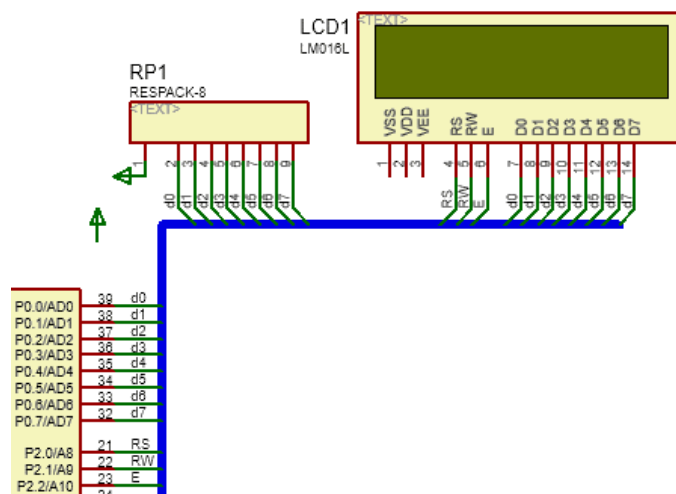 LCD1
LM016L
<TEXT>
RP1
RESPACK-8
<TEXT>
VSS VDD VEE RS RW E D0 D1 D2 D3 D4 D5 D6 D7
1 2 3 4 5 6 7 8 9 10 11 12 13 14
1 2 3 4 5 6 7 8 9
d0 d1 d2 d3 d4 d5 d6 d7
RS RW E d0 d1 d2 d3 d4 d5 d6 d7
P0.0/AD0 39 d0
P0.1/AD1 38 d1
P0.2/AD2 37 d2
P0.3/AD3 36 d3
P0.4/AD4 35 d4
P0.5/AD5 34 d5
P0.6/AD6 33 d6
P0.7/AD7 32 d7
P2.0/A8 21 RS
P2.1/A9 22 RW
P2.2/A10 23 E
24